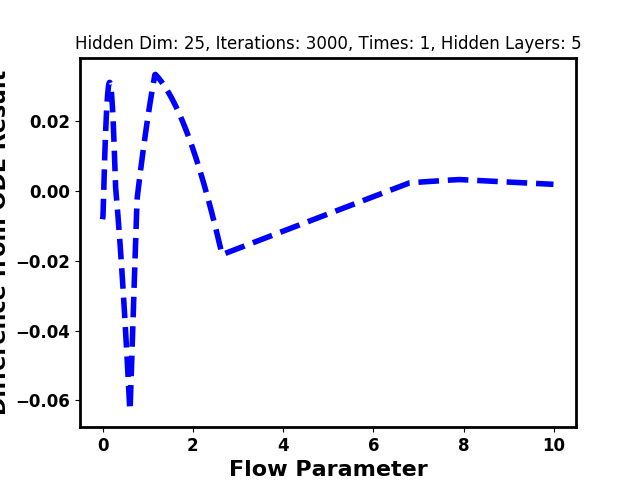 Hidden Dim: 25, Iterations: 3000, Times: 1, Hidden Layers: 5
Difference from ODE Result
0.02
0.00
−0.02
−0.04
−0.06
0 2 4 6 8 10
Flow Parameter